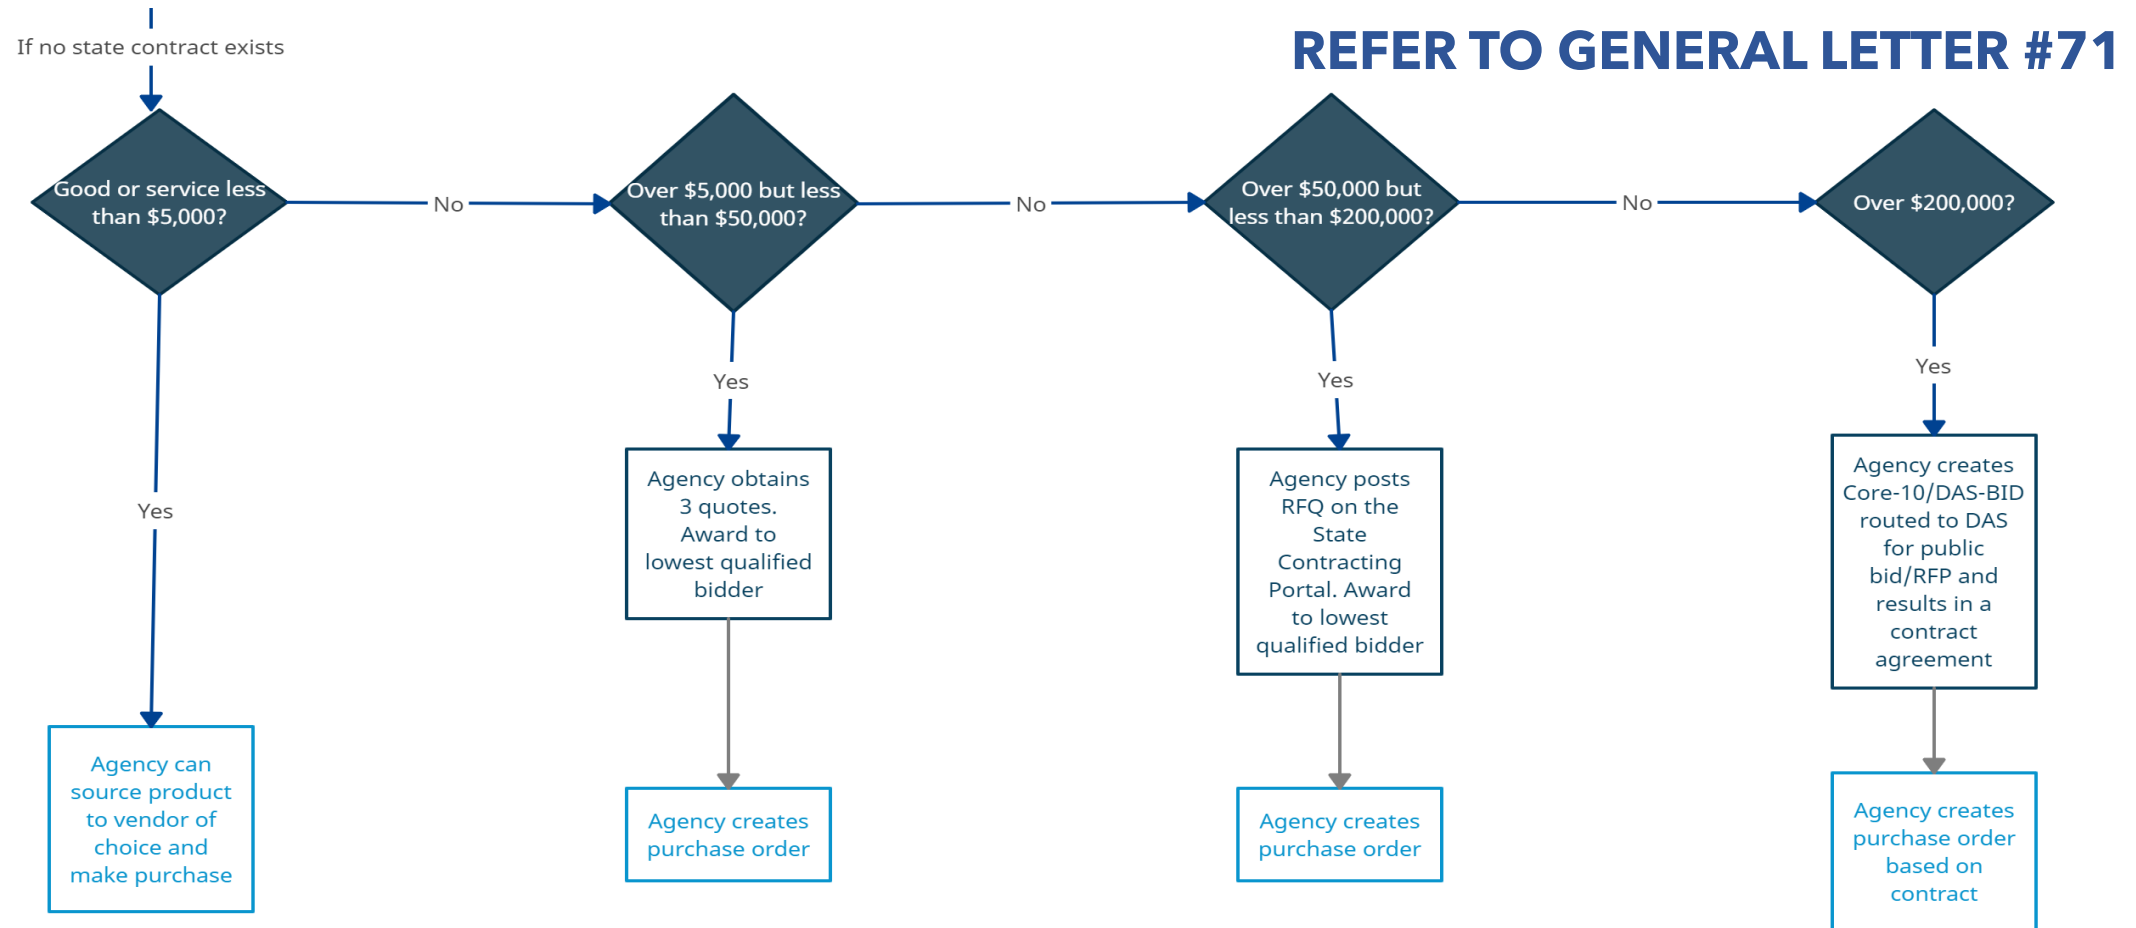 If no state contract exists
REFER TO GENERAL LETTER #71
Good or service less
than $5,000?
No
Over $5,000 but less
than $50,000?
No
Over $50,000 but
less than $200,000?
No
Over $200,000?
Yes
Yes
Yes
Yes
Agency can
source product
to vendor of
choice and
make purchase
Agency obtains
3 quotes.
Award to
lowest qualified
bidder
Agency creates
purchase order
Agency posts
RFQ on the
State
Contracting
Portal. Award
to lowest
qualified bidder
Agency creates
purchase order
Agency creates
Core-10/DAS-BID
routed to DAS
for public
bid/RFP and
results in a
contract
agreement
Agency creates
purchase order
based on
contract